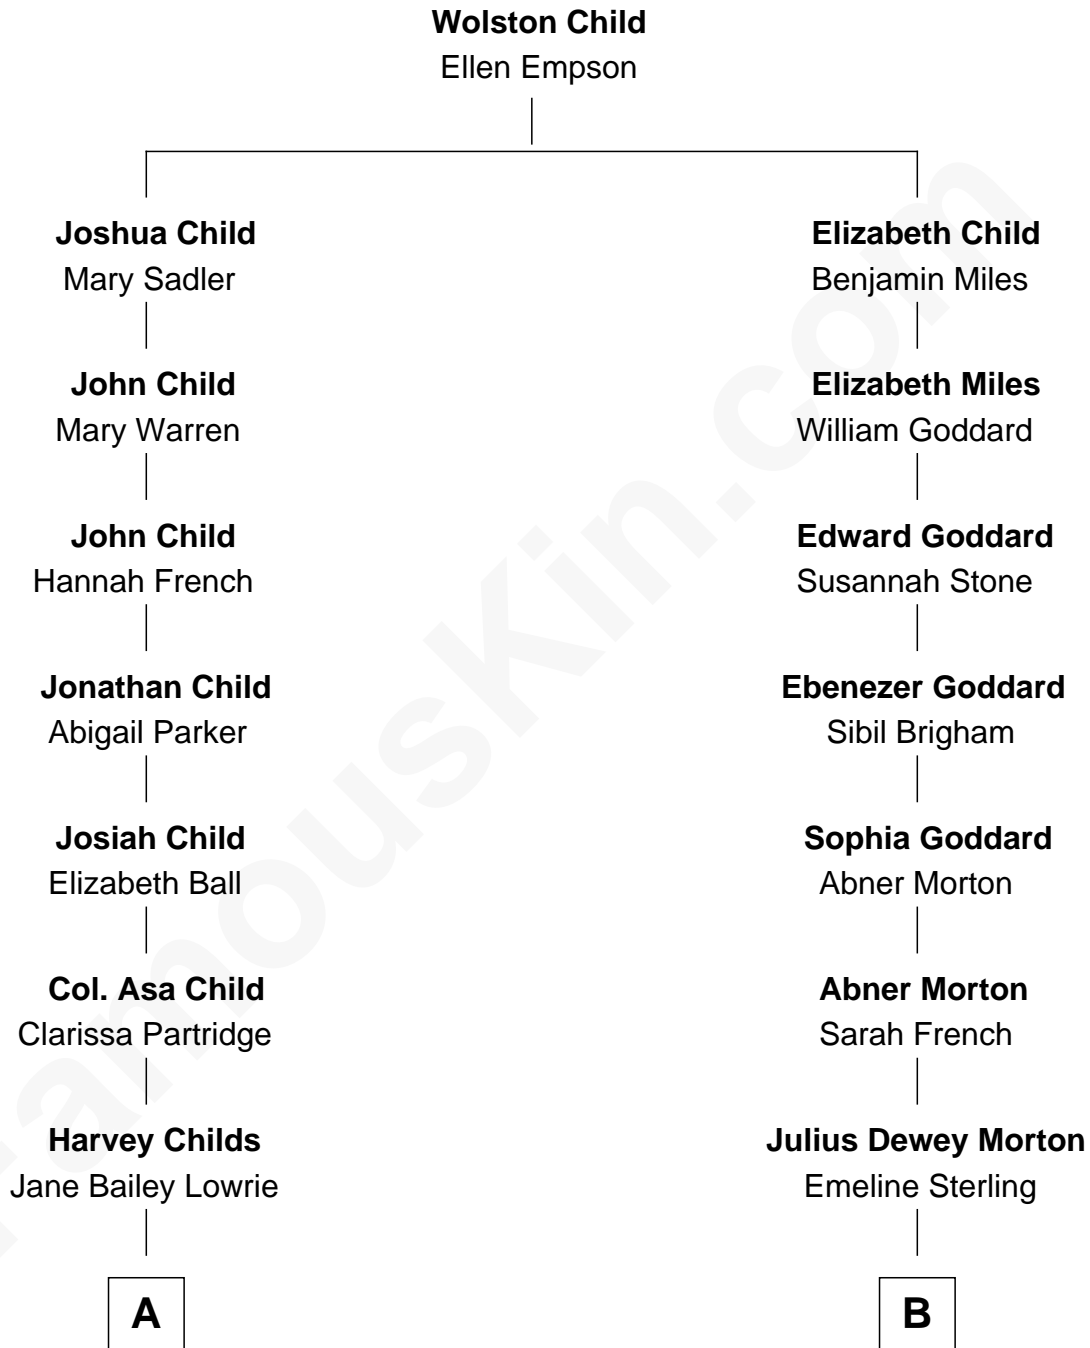 Wolston Child
Ellen Empson
Joshua Child
Mary Sadler
Elizabeth Child
Benjamin Miles
John Child
Mary Warren
Elizabeth Miles
William Goddard
John Child
Hannah French
Edward Goddard
Susannah Stone
Jonathan Child
Abigail Parker
Ebenezer Goddard
Sibil Brigham
Josiah Child
Elizabeth Ball
Sophia Goddard
Abner Morton
Col. Asa Child
Clarissa Partridge
Abner Morton
Sarah French
Harvey Childs
Jane Bailey Lowrie
Julius Dewey Morton
Emeline Sterling
A
B
FamousKin.com